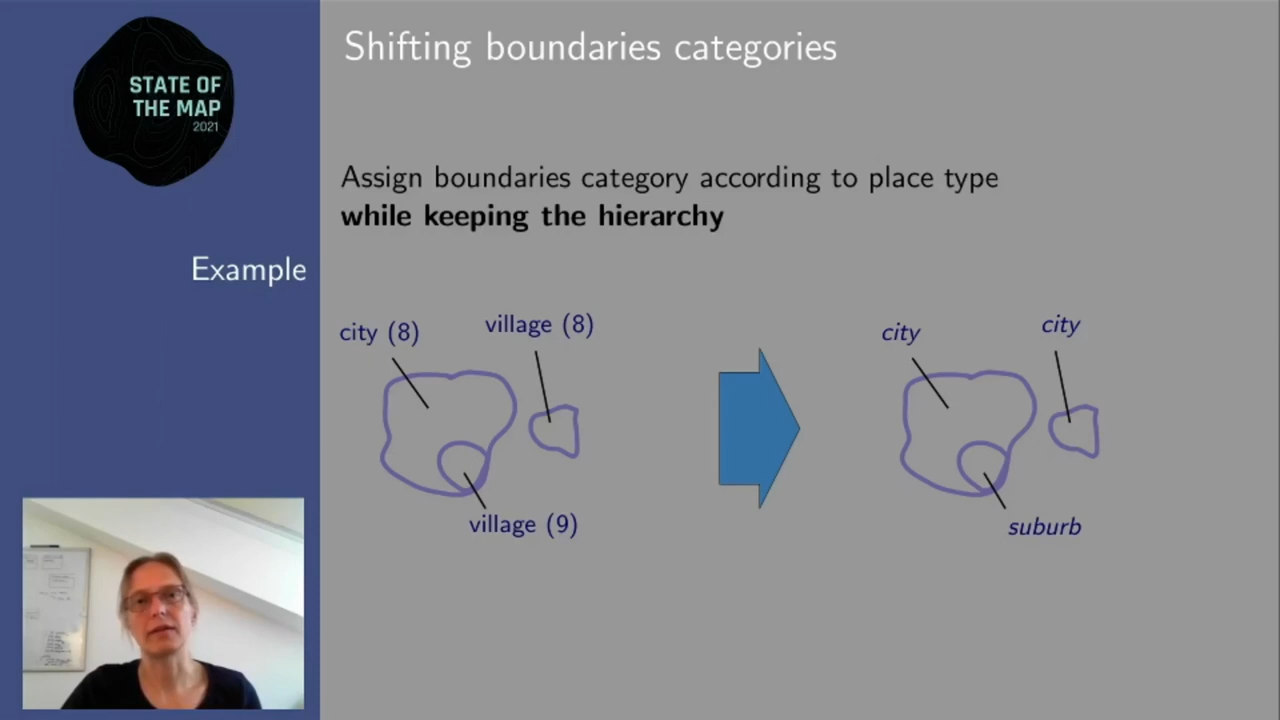 STATE OF
THE MAP
2021
Shifting boundaries categories
Assign boundaries category according to place type
while keeping the hierarchy
Example
city (8)
village (8)
village (9)
city
city
suburb